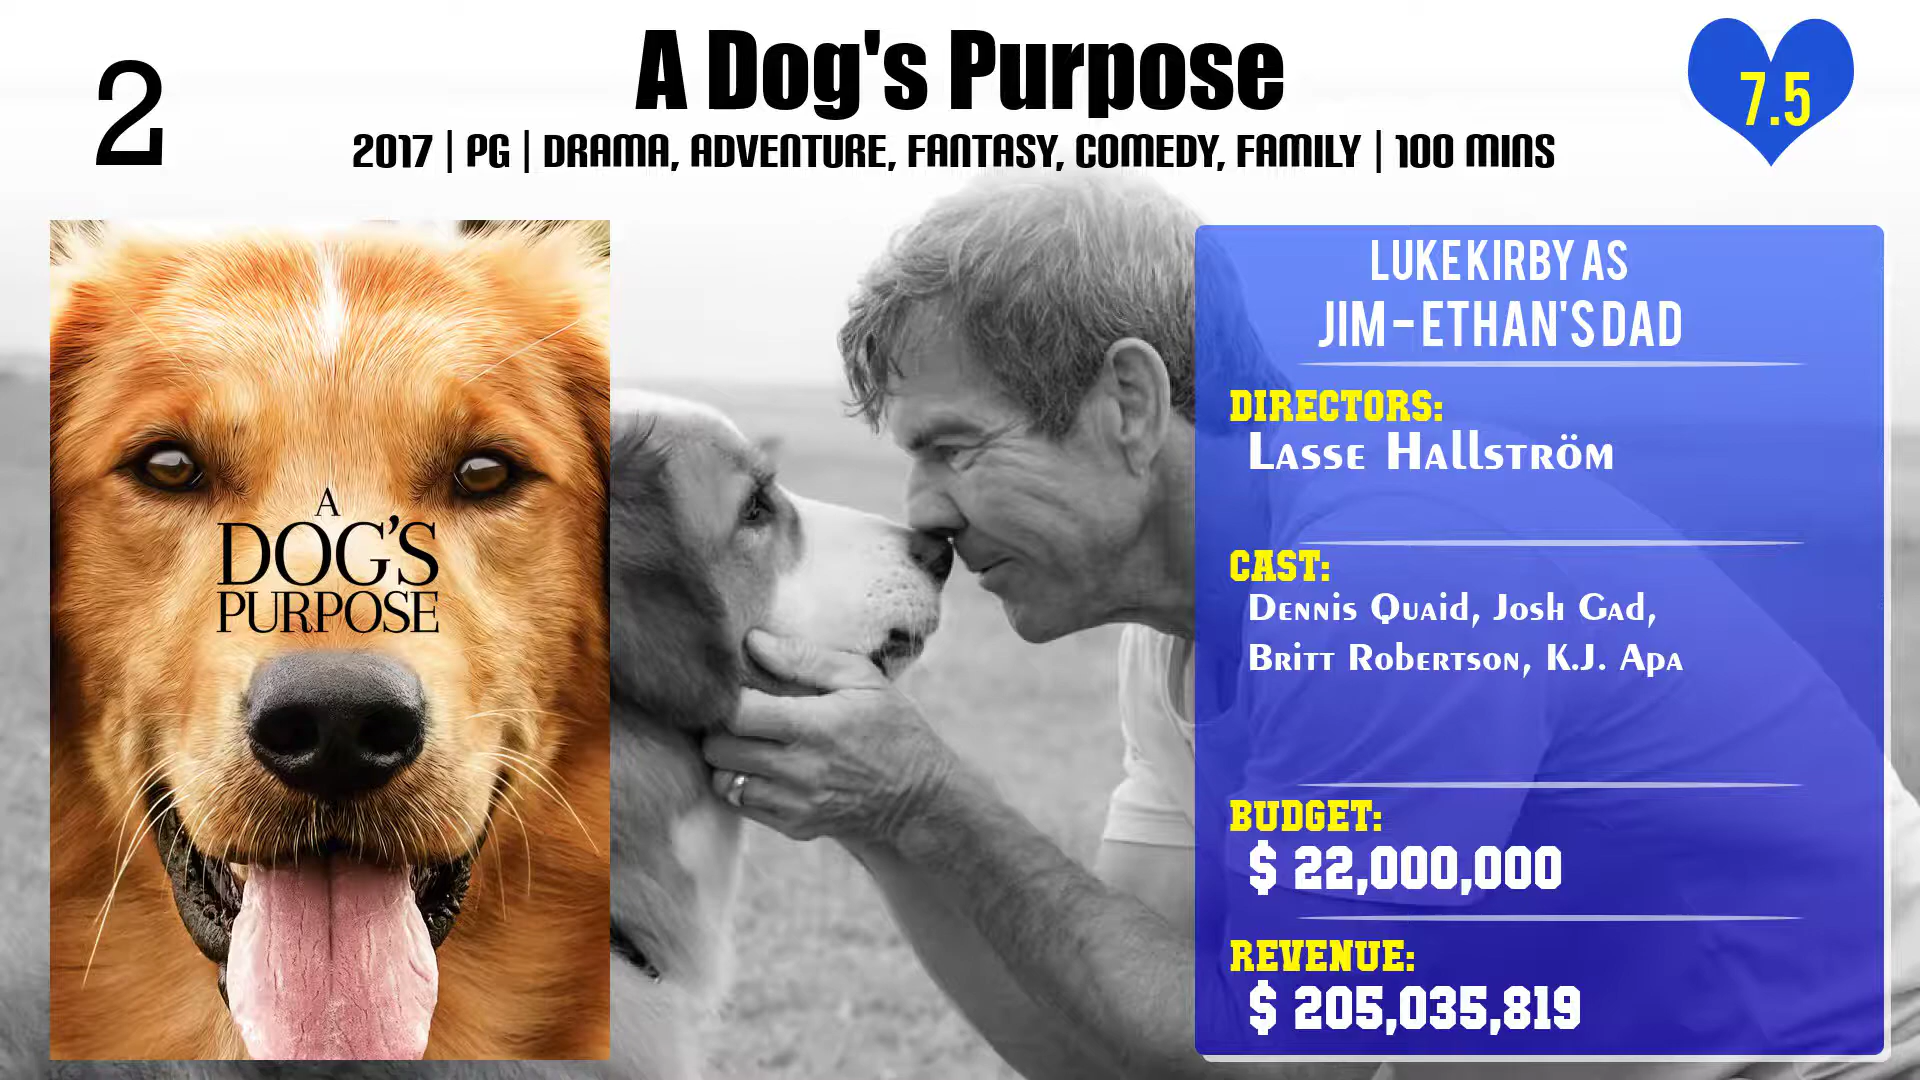 2
A Dog's Purpose
2017 | PG | DRAMA, ADVENTURE, FANTASY, COMEDY, FAMILY | 100 MINS
7.5
A
DOG'S
PURPOSE
LUKE KIRBY AS
JIM - ETHAN'S DAD
DIRECTORS:
Lasse Hallström
CAST:
Dennis Quaid, Josh Gad,
Britt Robertson, K.J. Apa
BUDGET:
$ 22,000,000
REVENUE:
$ 205,035,819